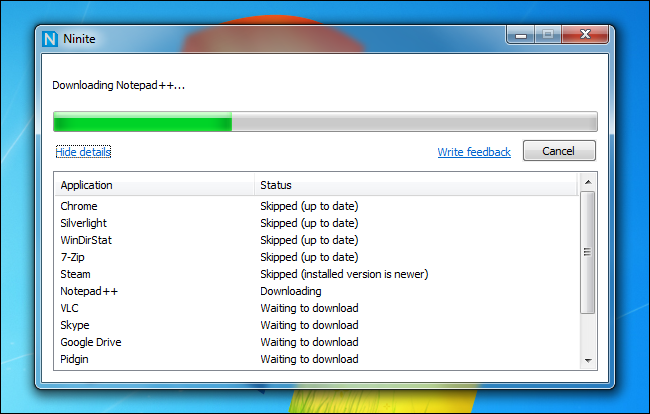 Ninite
Downloading Notepad++...
Hide details
Write feedback
Cancel
Application Status
Chrome Skipped (up to date)
Silverlight Skipped (up to date)
WinDirStat Skipped (up to date)
7-Zip Skipped (up to date)
Steam Skipped (installed version is newer)
Notepad++ Downloading
VLC Waiting to download
Skype Waiting to download
Google Drive Waiting to download
Pidgin Waiting to download